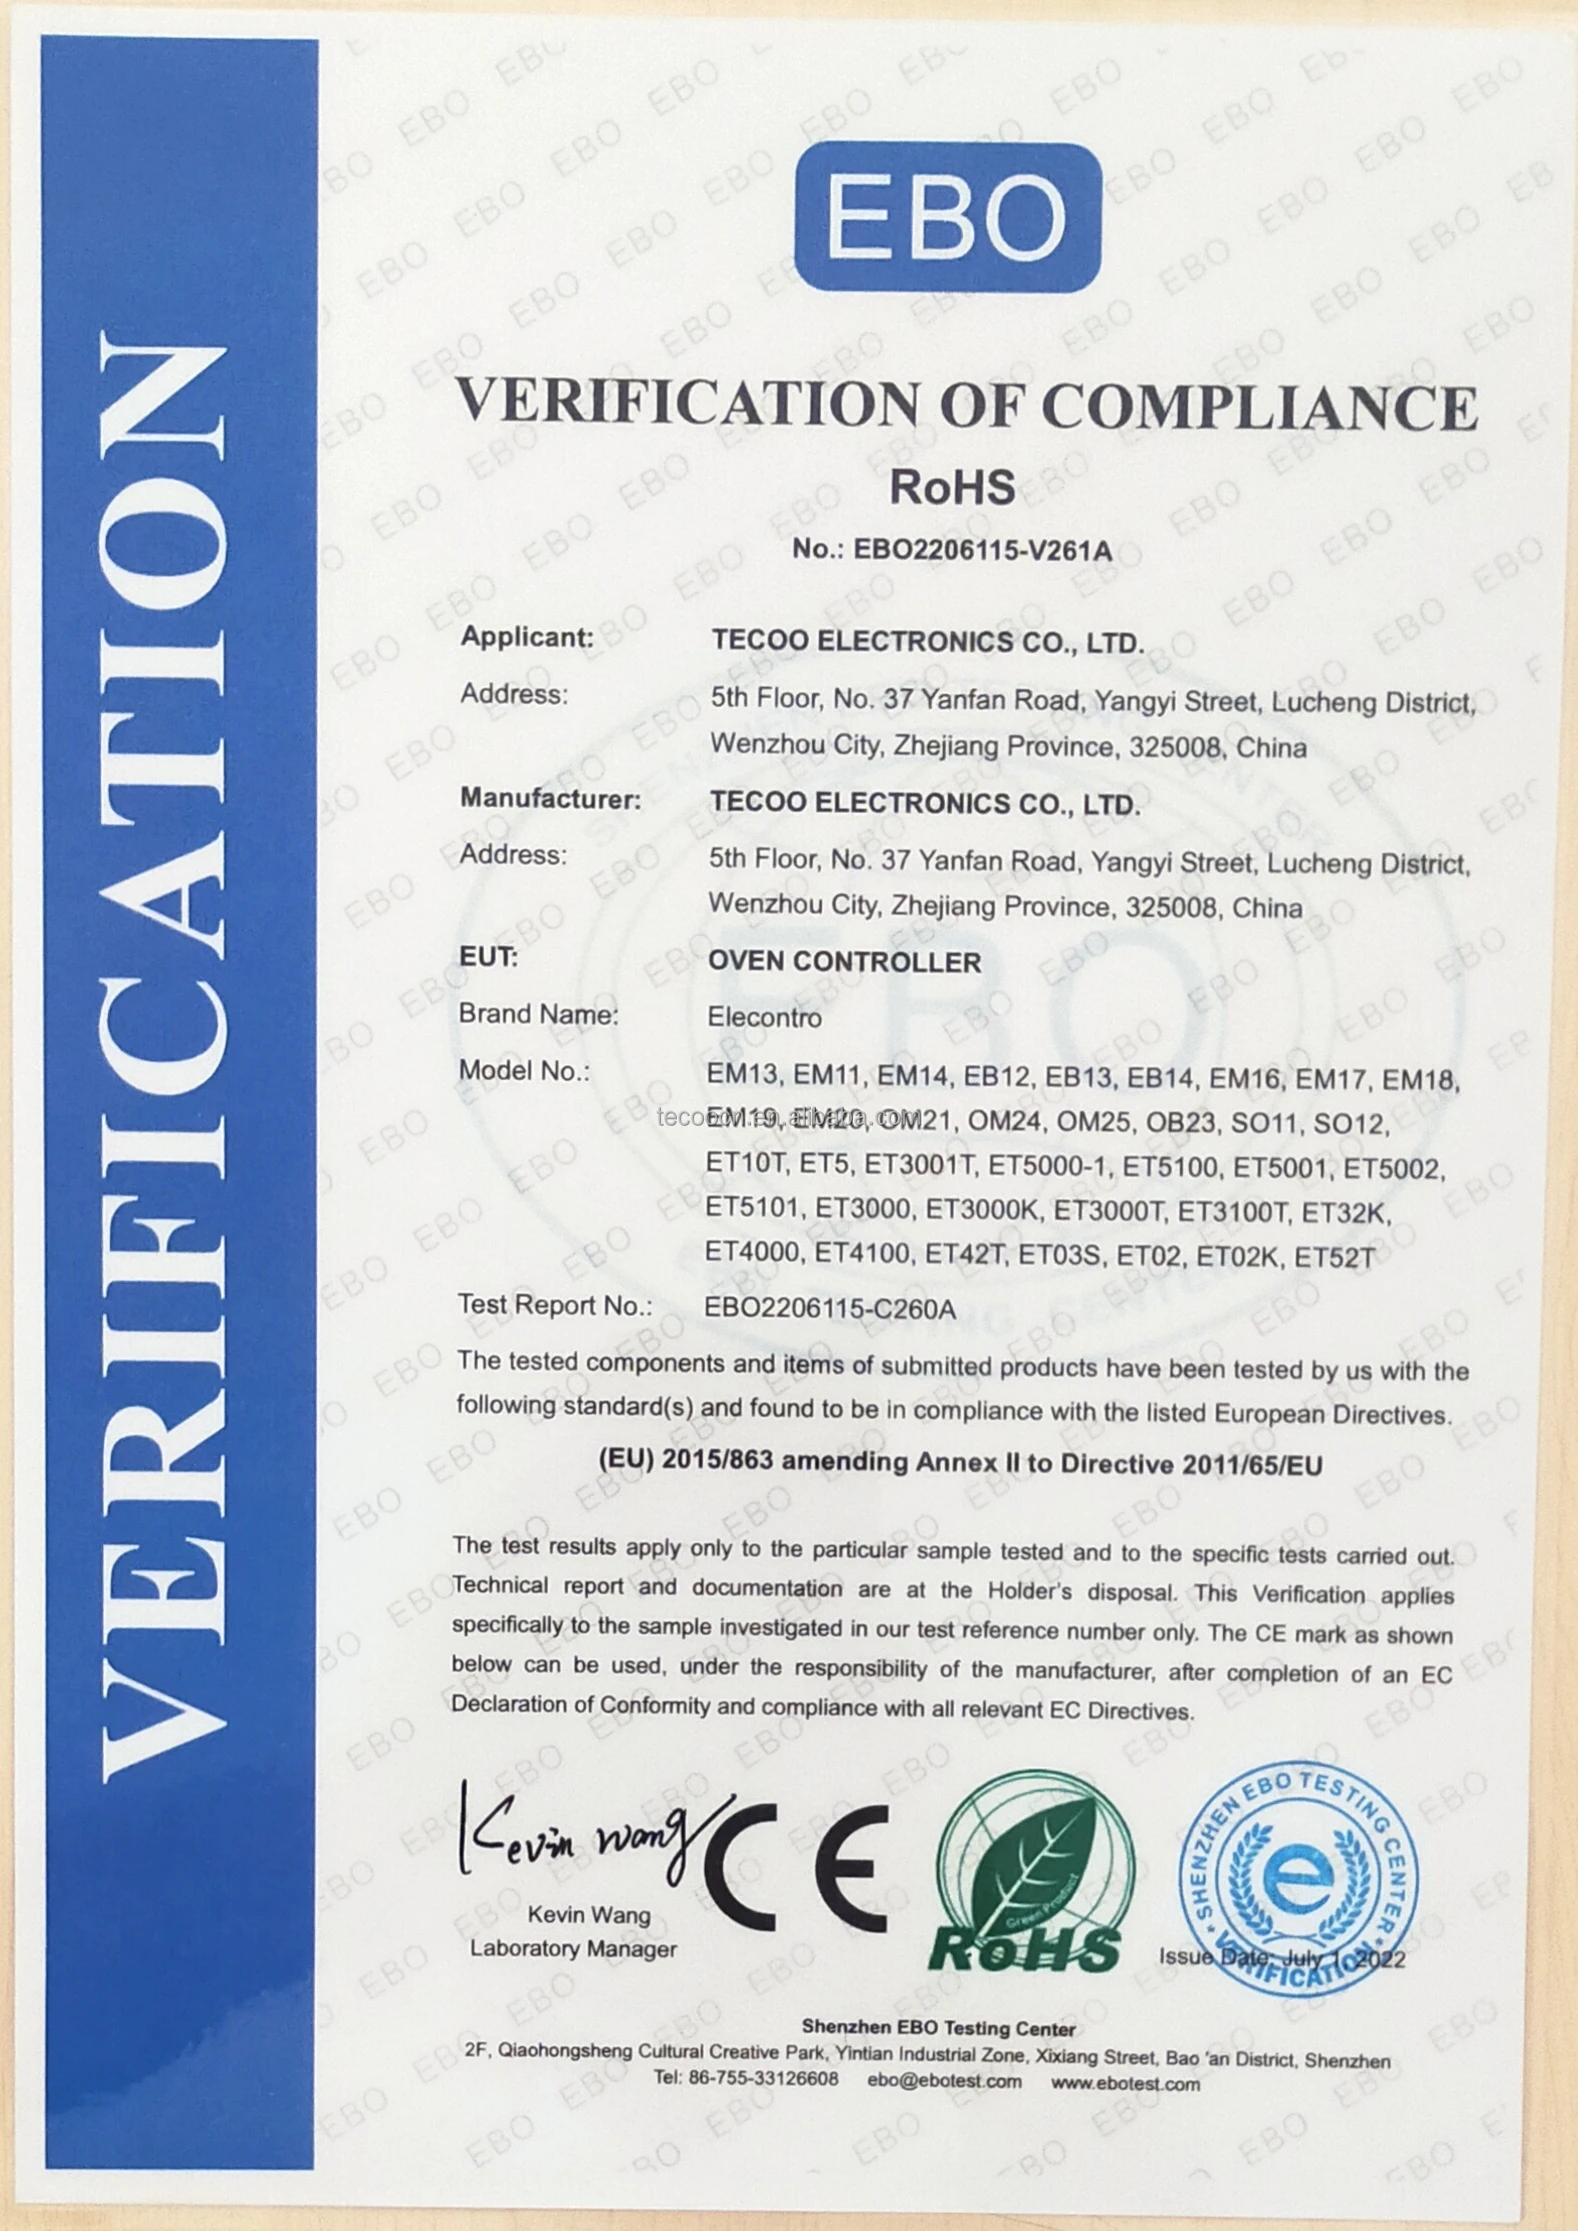 EBO
VERIFICATION
VERIFICATION OF COMPLIANCE
RoHS
No.: EBO2206115-V261A
Applicant: TECOO ELECTRONICS CO., LTD.
Address: 5th Floor, No. 37 Yanfan Road, Yangyi Street, Lucheng District,
Wenzhou City, Zhejiang Province, 325008, China
Manufacturer: TECOO ELECTRONICS CO., LTD.
Address: 5th Floor, No. 37 Yanfan Road, Yangyi Street, Lucheng District,
Wenzhou City, Zhejiang Province, 325008, China
EUT: OVEN CONTROLLER
Brand Name: Elecontro
Model No.: EM13, EM11, EM14, EB12, EB13, EB14, EM16, EM17, EM18,
EM19, EM20, OM21, OM24, OM25, OB23, SO11, SO12,
tecoocn.en.alibaba.com
ET10T, ET5, ET3001T, ET5000-1, ET5100, ET5001, ET5002,
ET5101, ET3000, ET3000K, ET3000T, ET3100T, ET32K,
ET4000, ET4100, ET42T, ET03S, ET02, ET02K, ET52T
Test Report No.: EBO2206115-C260A
The tested components and items of submitted products have been tested by us with the
following standard(s) and found to be in compliance with the listed European Directives.
(EU) 2015/863 amending Annex II to Directive 2011/65/EU
The test results apply only to the particular sample tested and to the specific tests carried out.
Technical report and documentation are at the Holder's disposal. This Verification applies
specifically to the sample investigated in our test reference number only. The CE mark as shown
below can be used, under the responsibility of the manufacturer, after completion of an EC
Declaration of Conformity and compliance with all relevant EC Directives.
Kevin Wang
Kevin Wang
Laboratory Manager
CE
Green Product
RoHS
SHENZHEN EBO TESTING CENTER
e
VERIFICATION
Issue Date: July 1, 2022
Shenzhen EBO Testing Center
2F, Qiaohongsheng Cultural Creative Park, Yintian Industrial Zone, Xixiang Street, Bao 'an District, Shenzhen
Tel: 86-755-33126608 ebo@ebotest.com www.ebotest.com